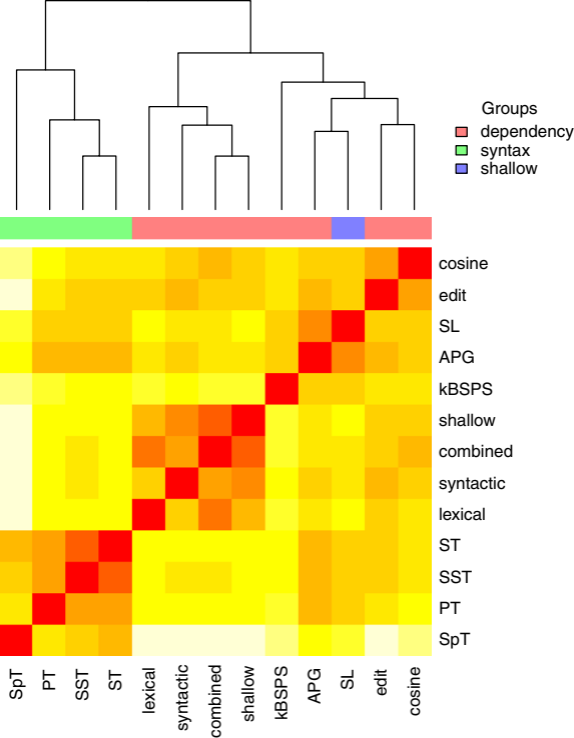 Groups
dependency
syntax
shallow
cosine
edit
SL
APG
kBSPS
shallow
combined
syntactic
lexical
ST
SST
PT
SpT
SpT
PT
SST
ST
lexical
syntactic
combined
shallow
kBSPS
APG
SL
edit
cosine